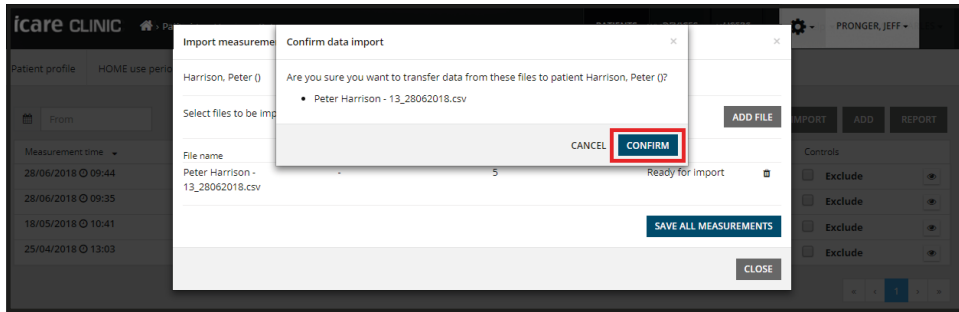 icare CLINIC
PATIENTS DEVICES USERS
PRONGER, JEFF
Patient profile HOME use perio
From
IMPORT ADD REPORT
Measurement time
Controls
28/06/2018 09:44
Exclude
28/06/2018 09:35
Exclude
18/05/2018 10:41
Exclude
25/04/2018 13:03
Exclude
« ‹ 1 › »
Import measureme
×
Harrison, Peter ()
Select files to be imp
ADD FILE
File name
Peter Harrison - - 5 Ready for import
13_28062018.csv
SAVE ALL MEASUREMENTS
CLOSE
Confirm data import ×
Are you sure you want to transfer data from these files to patient Harrison, Peter ()?
• Peter Harrison - 13_28062018.csv
CANCEL CONFIRM